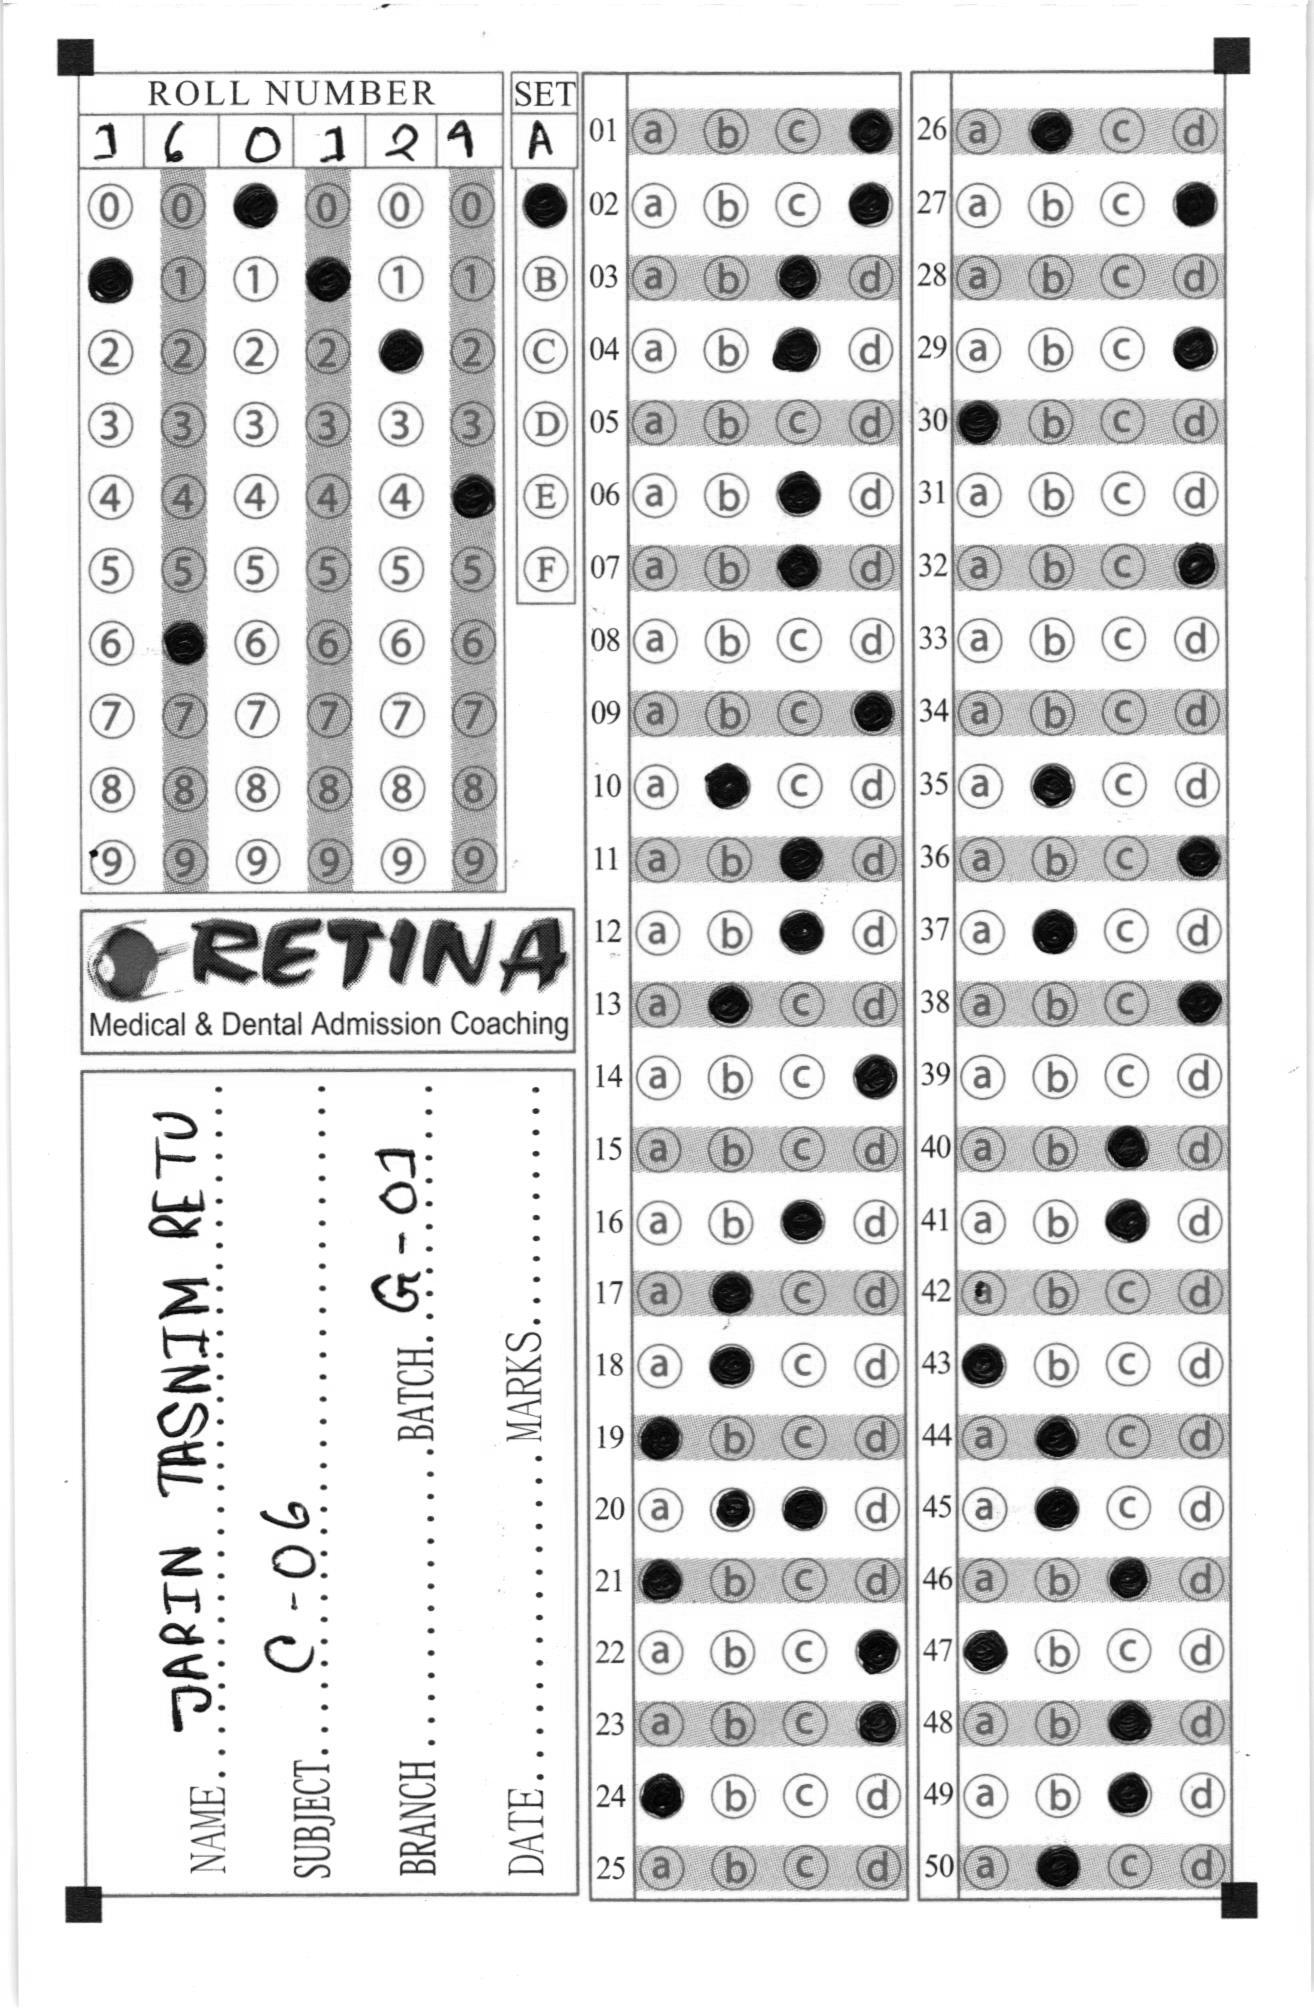 ROLL NUMBER SET
1 6 0 1 2 4 A
0 0 0 0 0
1 1 1 1 B
2 2 2 2 2 C
3 3 3 3 3 3 D
4 4 4 4 4 E
5 5 5 5 5 5 F
6 6 6 6 6
7 7 7 7 7 7
8 8 8 8 8 8
9 9 9 9 9 9
RETINA
Medical & Dental Admission Coaching
NAME JARIN TASNIM RETU
SUBJECT C - 06
BRANCH BATCH G - 01
DATE MARKS
01 a b c
02 a b c
03 a b d
04 a b d
05 a b c d
06 a b d
07 a b d
08 a b c d
09 a b c
10 a c d
11 a b d
12 a b d
13 a c d
14 a b c
15 a b c d
16 a b d
17 a c d
18 a c d
19 b c d
20 a d
21 b c d
22 a b c
23 a b c
24 b c d
25 a b c d
26 a c d
27 a b c
28 a b c d
29 a b c
30 b c d
31 a b c d
32 a b c
33 a b c d
34 a b c d
35 a c d
36 a b c
37 a c d
38 a b c
39 a b c d
40 a b d
41 a b d
42 a b c d
43 b c d
44 a c d
45 a c d
46 a b d
47 b c d
48 a b d
49 a b d
50 a c d